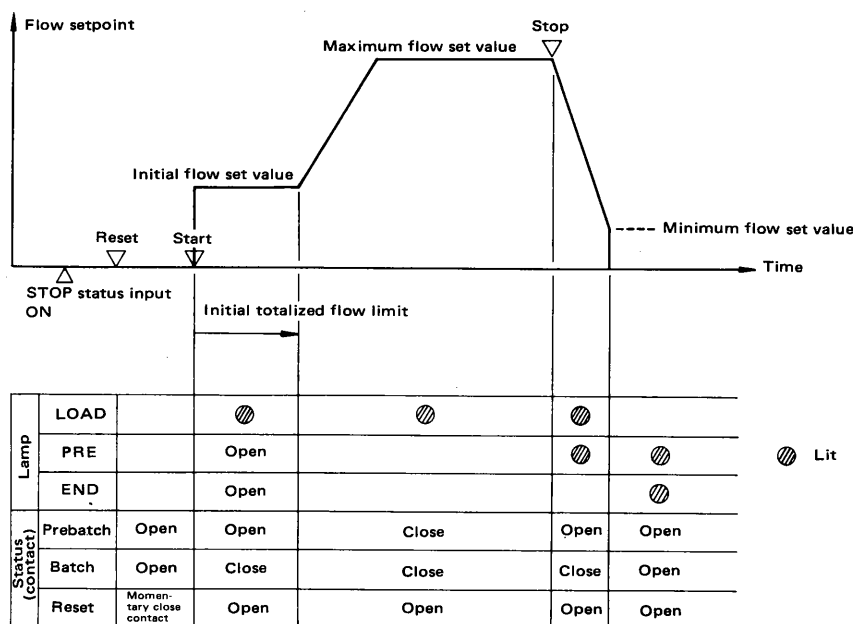 Flow setpoint
Stop
Maximum flow set value
Initial flow set value
Reset
Start
Minimum flow set value
Time
STOP status input
ON
Initial totalized flow limit
Lamp
LOAD
PRE
Open
Lit
END
Open
Status
(contact)
Prebatch
Open
Open
Close
Open
Open
Batch
Open
Close
Close
Close
Open
Reset
Momen-
tary close
contact
Open
Open
Open
Open